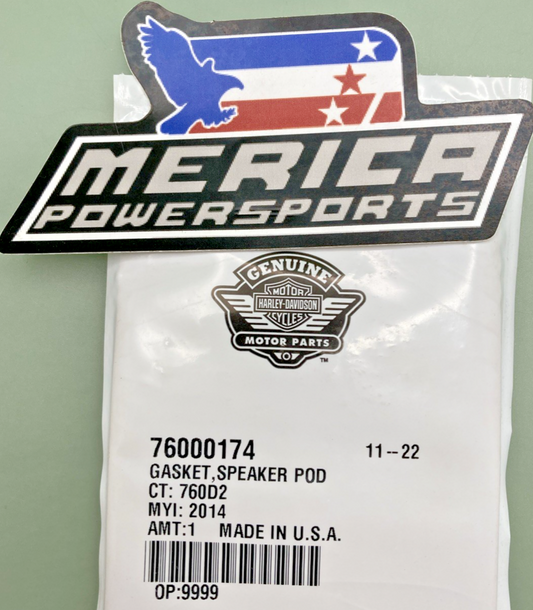 MERICA
POWERSPORTS
GENUINE
MOTOR
HARLEY-DAVIDSON
CYCLES
MOTOR PARTS
TM
76000174 11--22
GASKET,SPEAKER POD
CT: 760D2
MYI: 2014
AMT:1 MADE IN U.S.A.
OP:9999